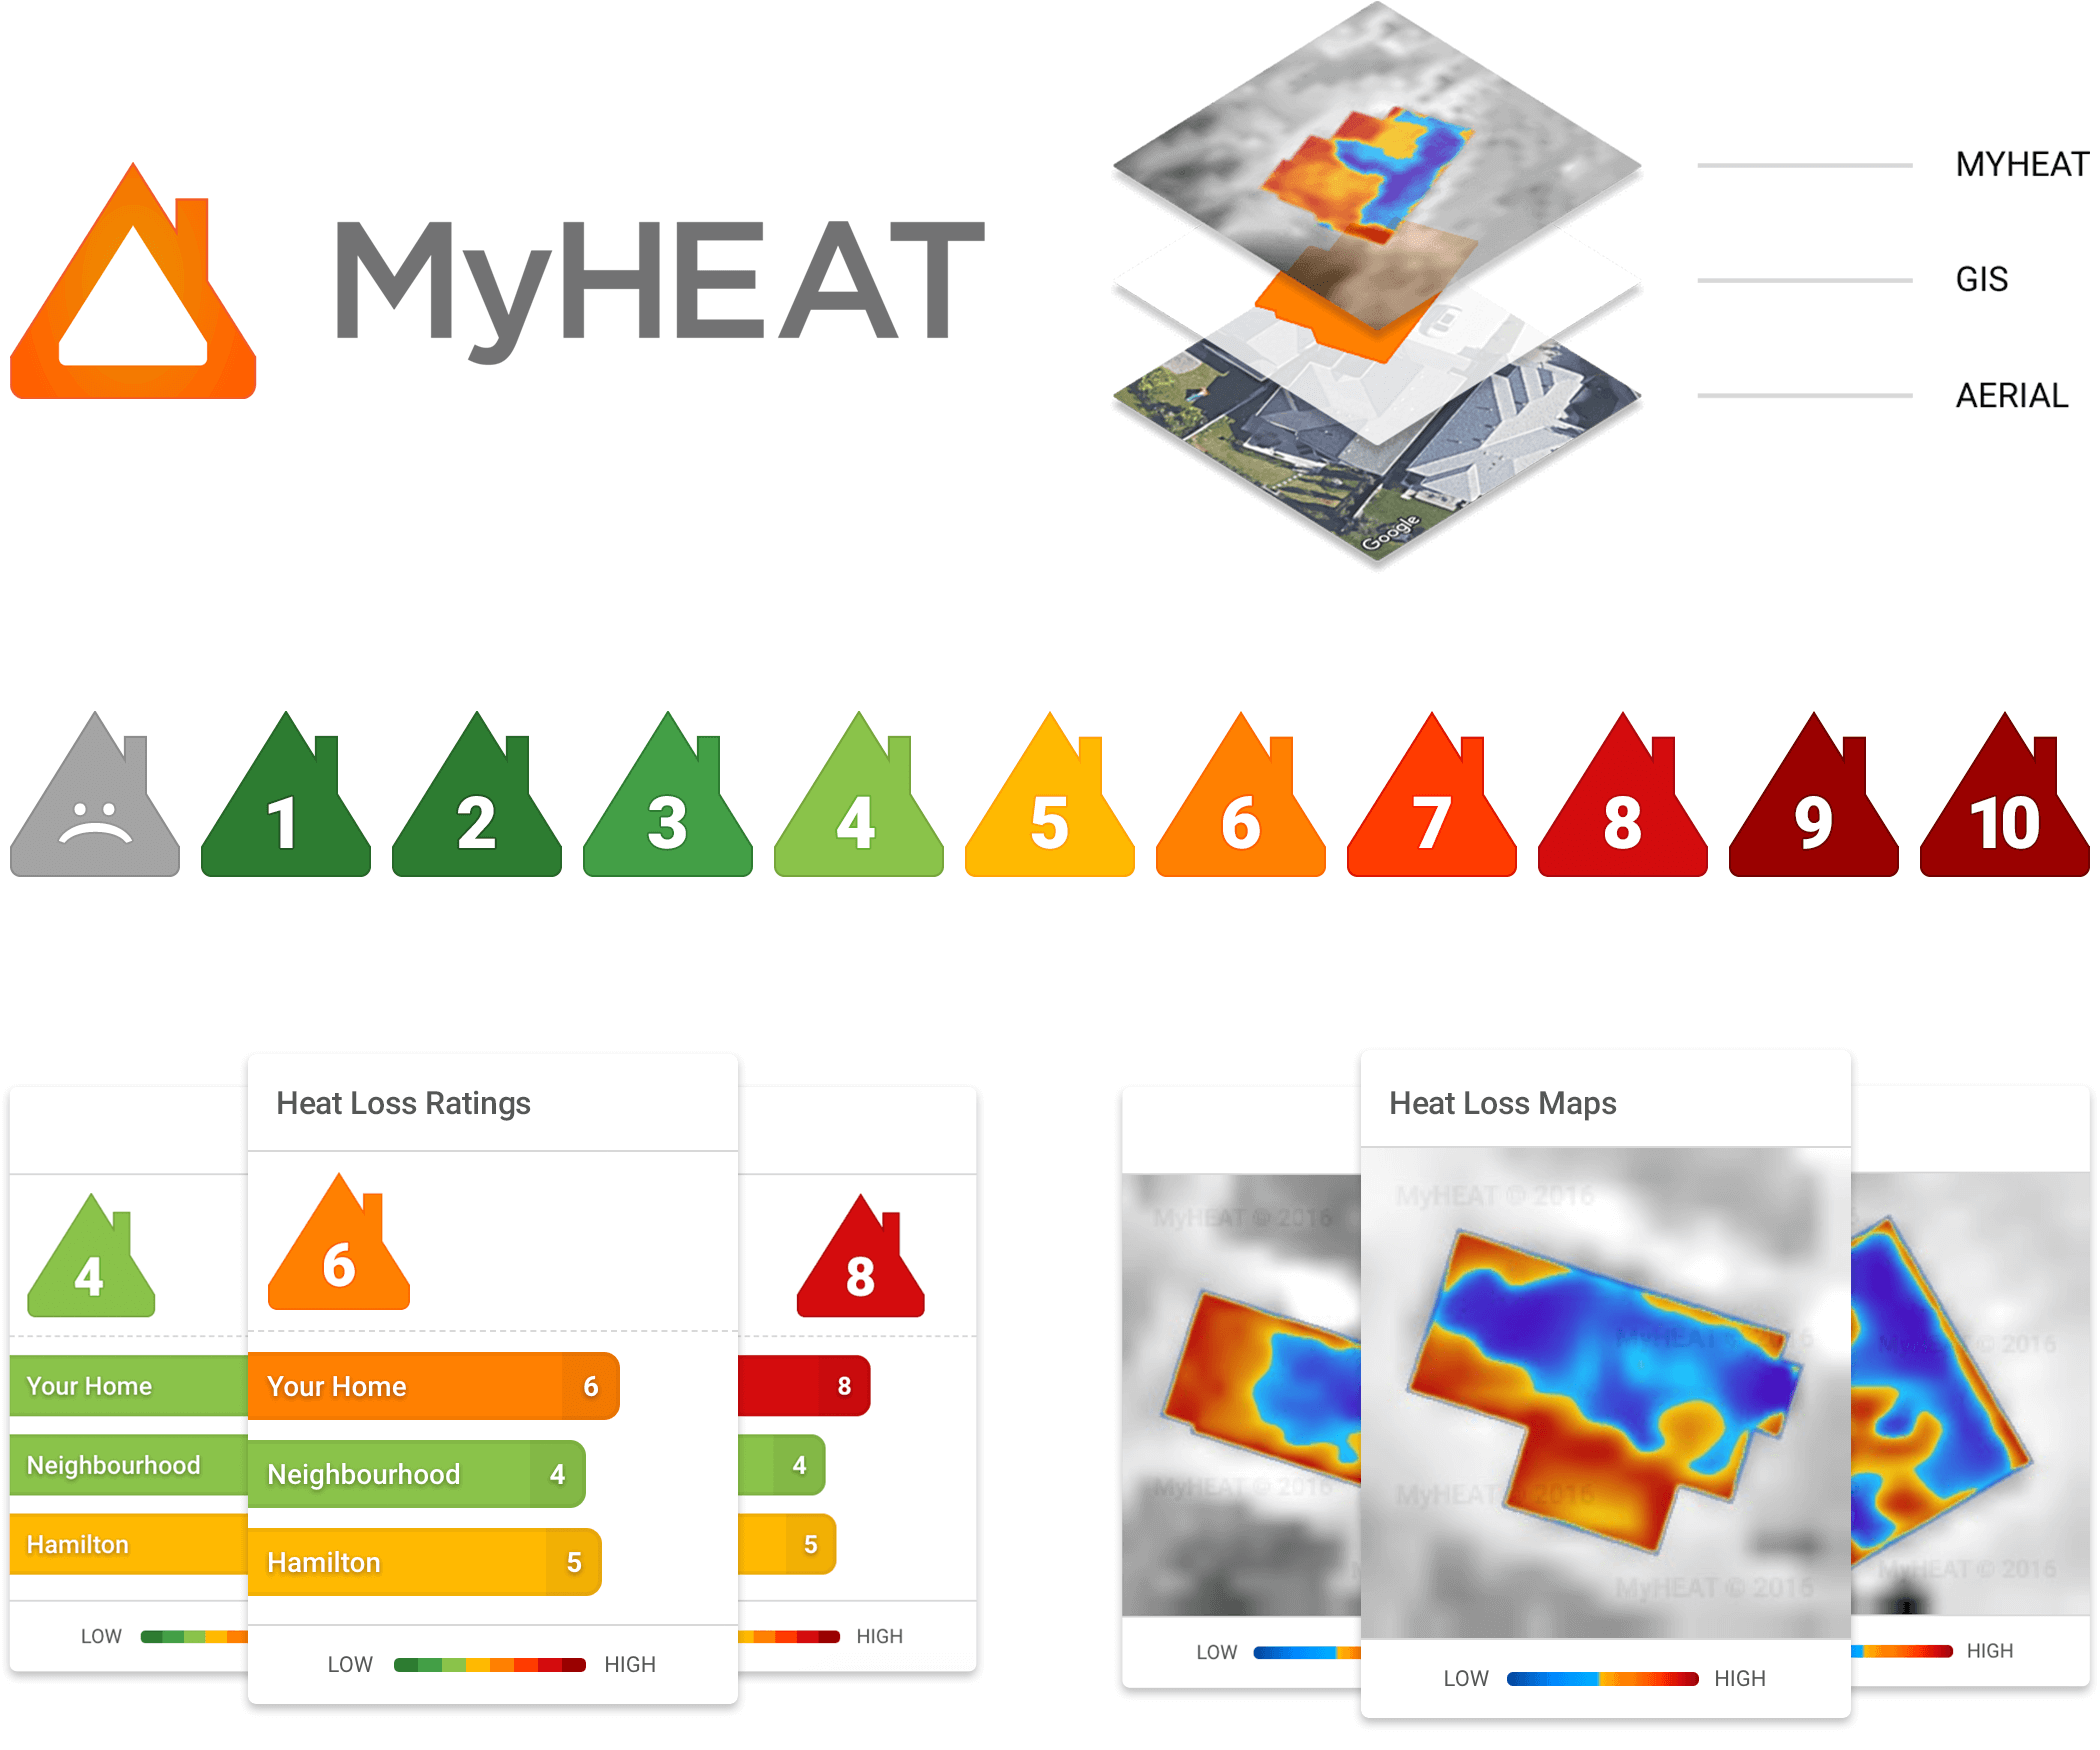 MyHEAT
MYHEAT
GIS
AERIAL
Google
1
2
3
4
5
6
7
8
9
10
4
Your Home
Neighbourhood
Hamilton
LOW
Heat Loss Ratings
6
Your Home 6
Neighbourhood 4
Hamilton 5
LOW HIGH
8
8
4
5
HIGH
MyHEAT © 2016
MyHEAT © 2016
LOW
Heat Loss Maps
MyHEAT © 2016
MyHEAT © 2016
MyHEAT © 2016
MyHEAT © 2016
LOW HIGH
MyHEAT © 2016
MyHEAT © 2016
HIGH